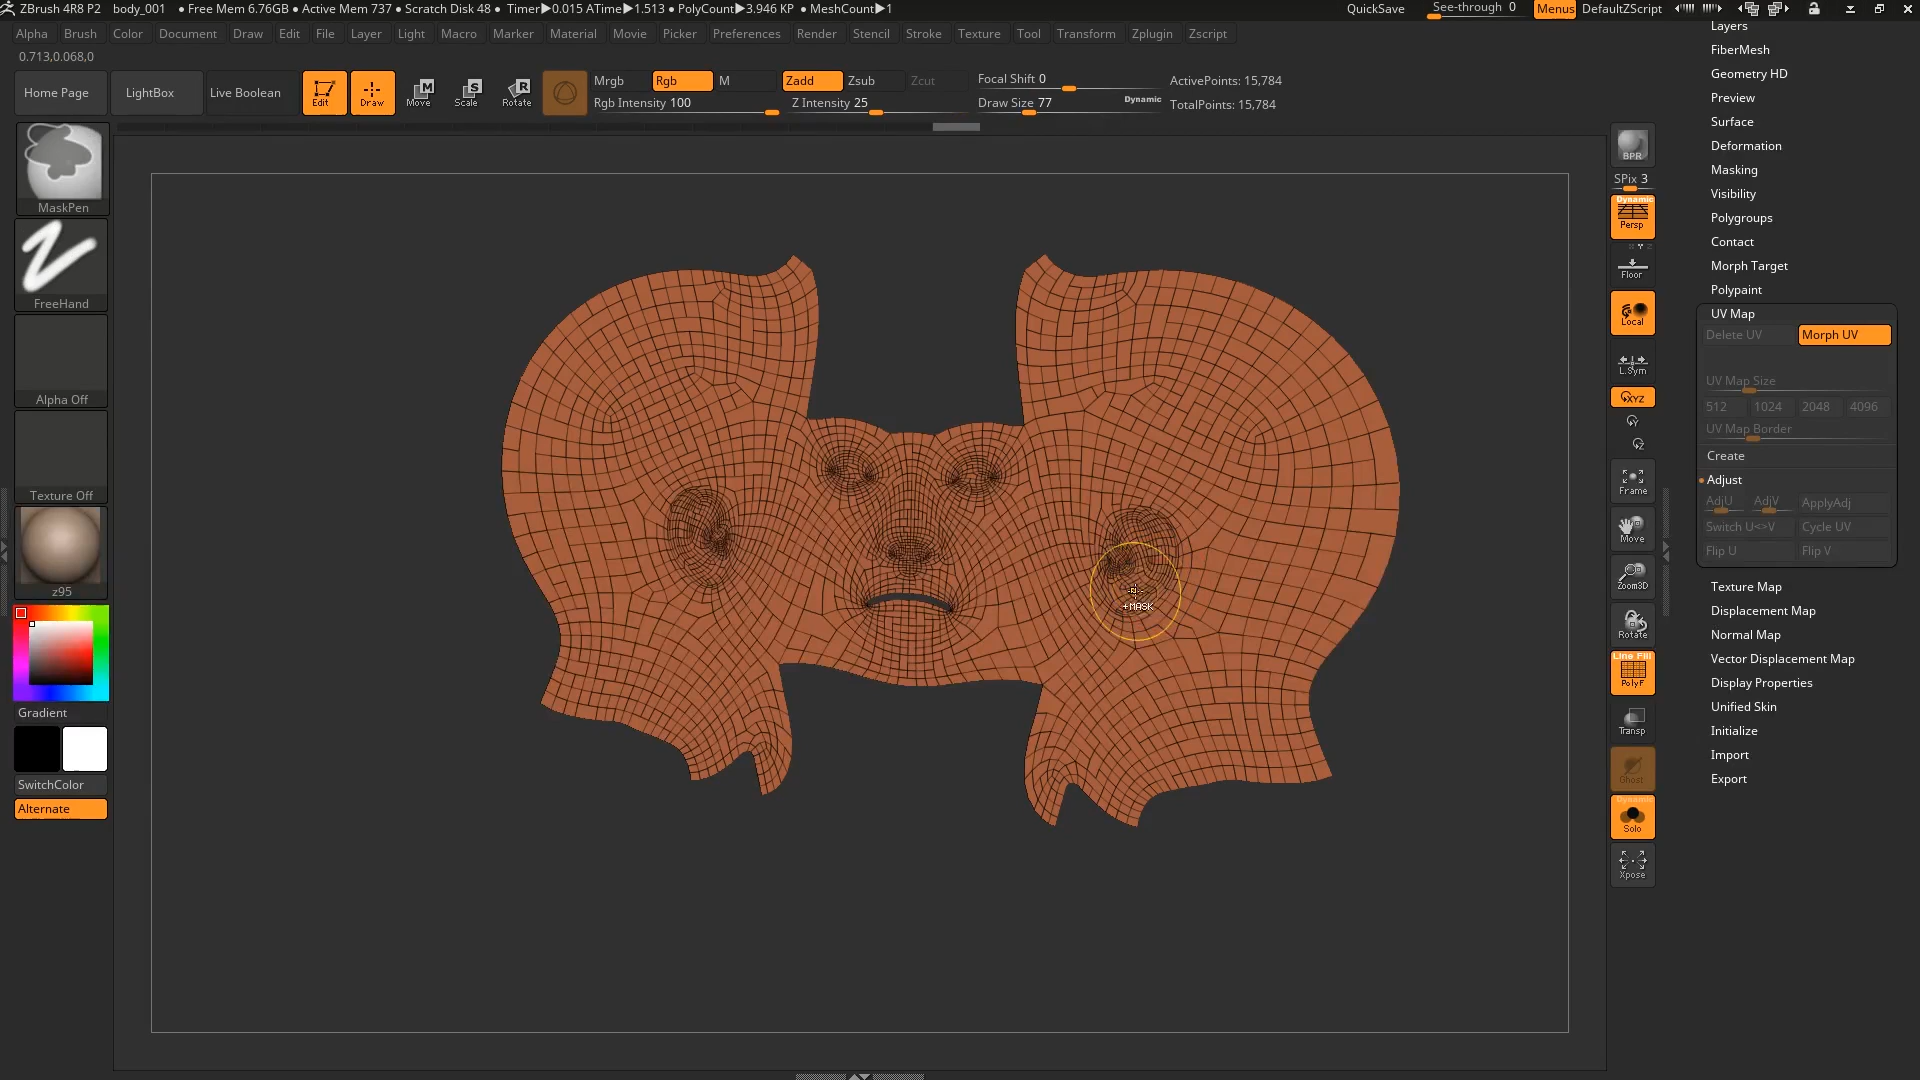 ZBrush 4R8 P2 body_001 ● Free Mem 6.76GB ● Active Mem 737 ● Scratch Disk 48 ● Timer▶0.015 ATime▶1.513 ● PolyCount▶3.946 KP ● MeshCount▶1
QuickSave See-through 0 Menus DefaultZScript
Alpha Brush Color Document Draw Edit File Layer Light Macro Marker Material Movie Picker Preferences Render Stencil Stroke Texture Tool Transform Zplugin Zscript
0.713,0.068,0
Home Page LightBox Live Boolean Edit Draw Move Scale Rotate
Mrgb Rgb M Zadd Zsub Zcut Focal Shift 0 ActivePoints: 15,784
Rgb Intensity 100 Z Intensity 25 Draw Size 77 Dynamic TotalPoints: 15,784
MaskPen
FreeHand
Alpha Off
Texture Off
z95
Gradient
SwitchColor
Alternate
+MASK
BPR
SPix 3
Dynamic
Persp
Floor
Local
L.Sym
XYZ
Frame
Move
Zoom3D
Rotate
Line Fill
PolyF
Transp
Ghost
Dynamic
Solo
Xpose
Layers
FiberMesh
Geometry HD
Preview
Surface
Deformation
Masking
Visibility
Polygroups
Contact
Morph Target
Polypaint
UV Map
Delete UV Morph UV
UV Map Size
512 1024 2048 4096
UV Map Border
Create
Adjust
AdjU AdjV ApplyAdj
Switch U<>V Cycle UV
Flip U Flip V
Texture Map
Displacement Map
Normal Map
Vector Displacement Map
Display Properties
Unified Skin
Initialize
Import
Export